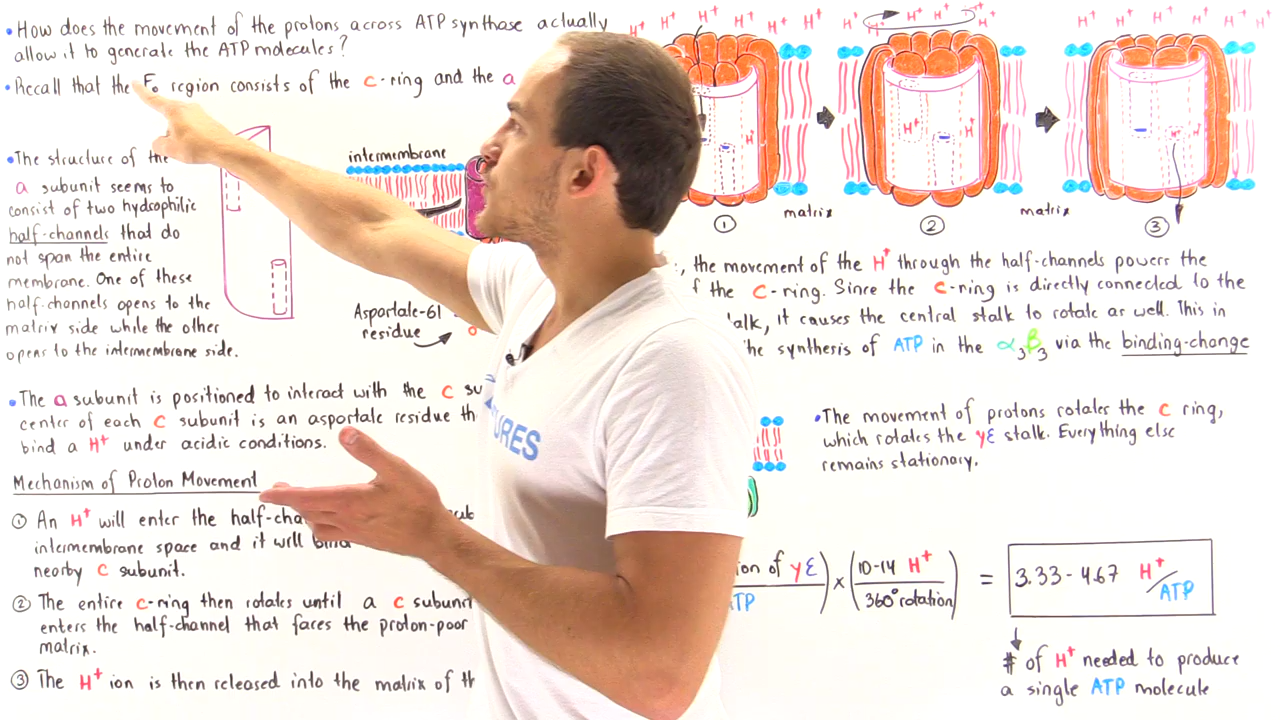 •How does the movement of the protons across ATP synthase actually
allow it to generate the ATP molecules?
•Recall that the F₀ region consists of the c-ring and the a
•The structure of the
a subunit seems to
consist of two hydrophilic
half-channels that do
not span the entire
membrane. One of these
half-channels opens to the
matrix side while the other
opens to the intermembrane side.
intermembrane
Aspartate-61
residue
•The a subunit is positioned to interact with the c su
center of each c subunit is an aspartate residue th
bind a H⁺ under acidic conditions.
Mechanism of Proton Movement
① An H⁺ will enter the half-cha
intermembrane space and it will bind
nearby c subunit.
② The entire c-ring then rotates until a c subunit
enters the half-channel that faces the proton-poor
matrix.
③ The H⁺ ion is then released into the matrix of th
URES
H⁺ H⁺ H⁺ H⁺ H⁺ H⁺
H⁺ H⁺ H⁺ H⁺ H⁺
H⁺ H⁺ H⁺ H⁺ H⁺ H⁺ H⁺
H⁺
H⁺ H⁺
H⁺ H⁺
matrix
matrix
① ② ③
, the movement of the H⁺ through the half-channels powers the
f the c-ring. Since the c-ring is directly connected to the
talk, it causes the central stalk to rotate as well. This in
the synthesis of ATP in the α₃β₃ via the binding-change
•The movement of protons rotates the c ring,
which rotates the γε stalk. Everything else
remains stationary.
ion of γε
TP
) × (10-14 H⁺
360° rotation)
= 3.33-4.67 H⁺/ATP
# of H⁺ needed to produce
a single ATP molecule